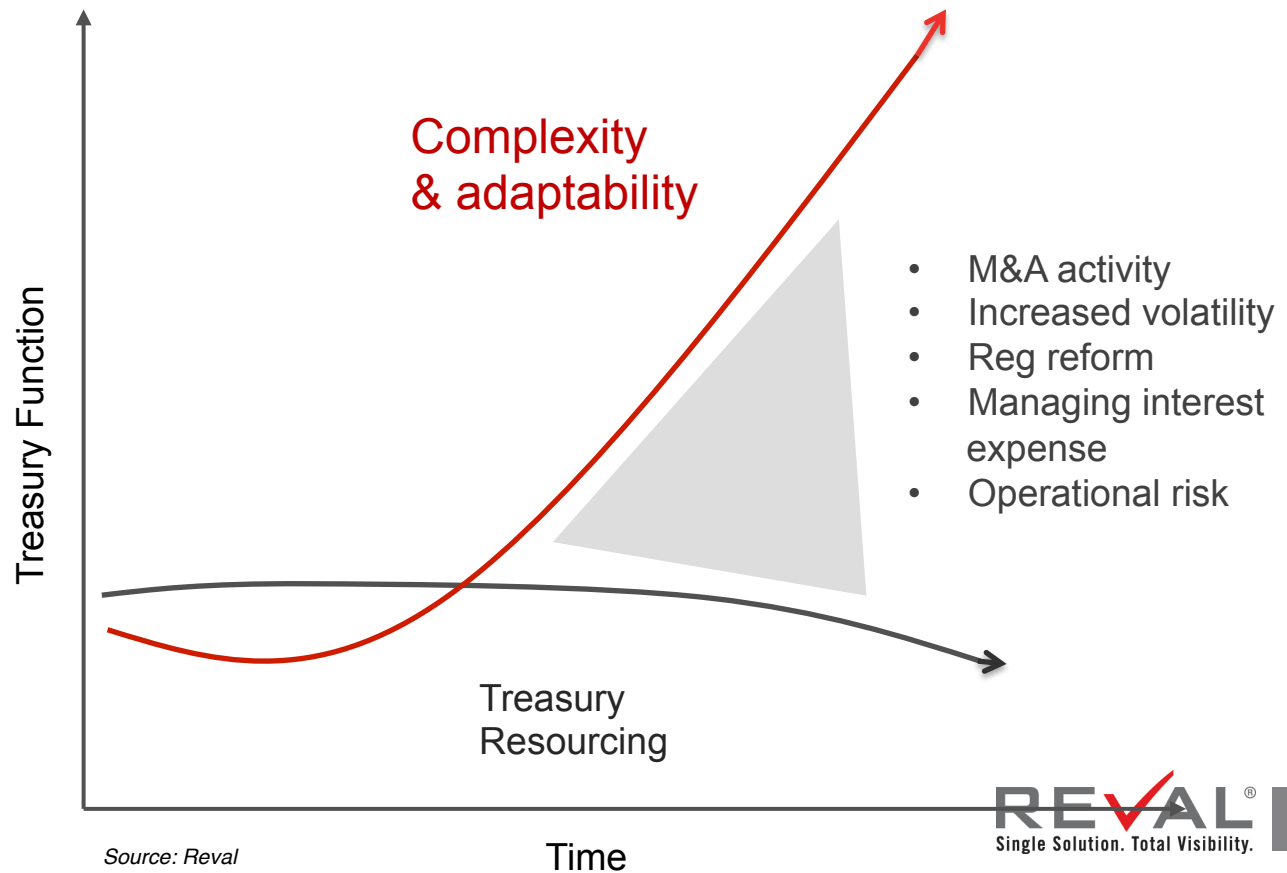 Complexity
& adaptability
Treasury Function
• M&A activity
• Increased volatility
• Reg reform
• Managing interest
expense
• Operational risk
Treasury
Resourcing
Source: Reval
Time
REVAL®
Single Solution. Total Visibility.